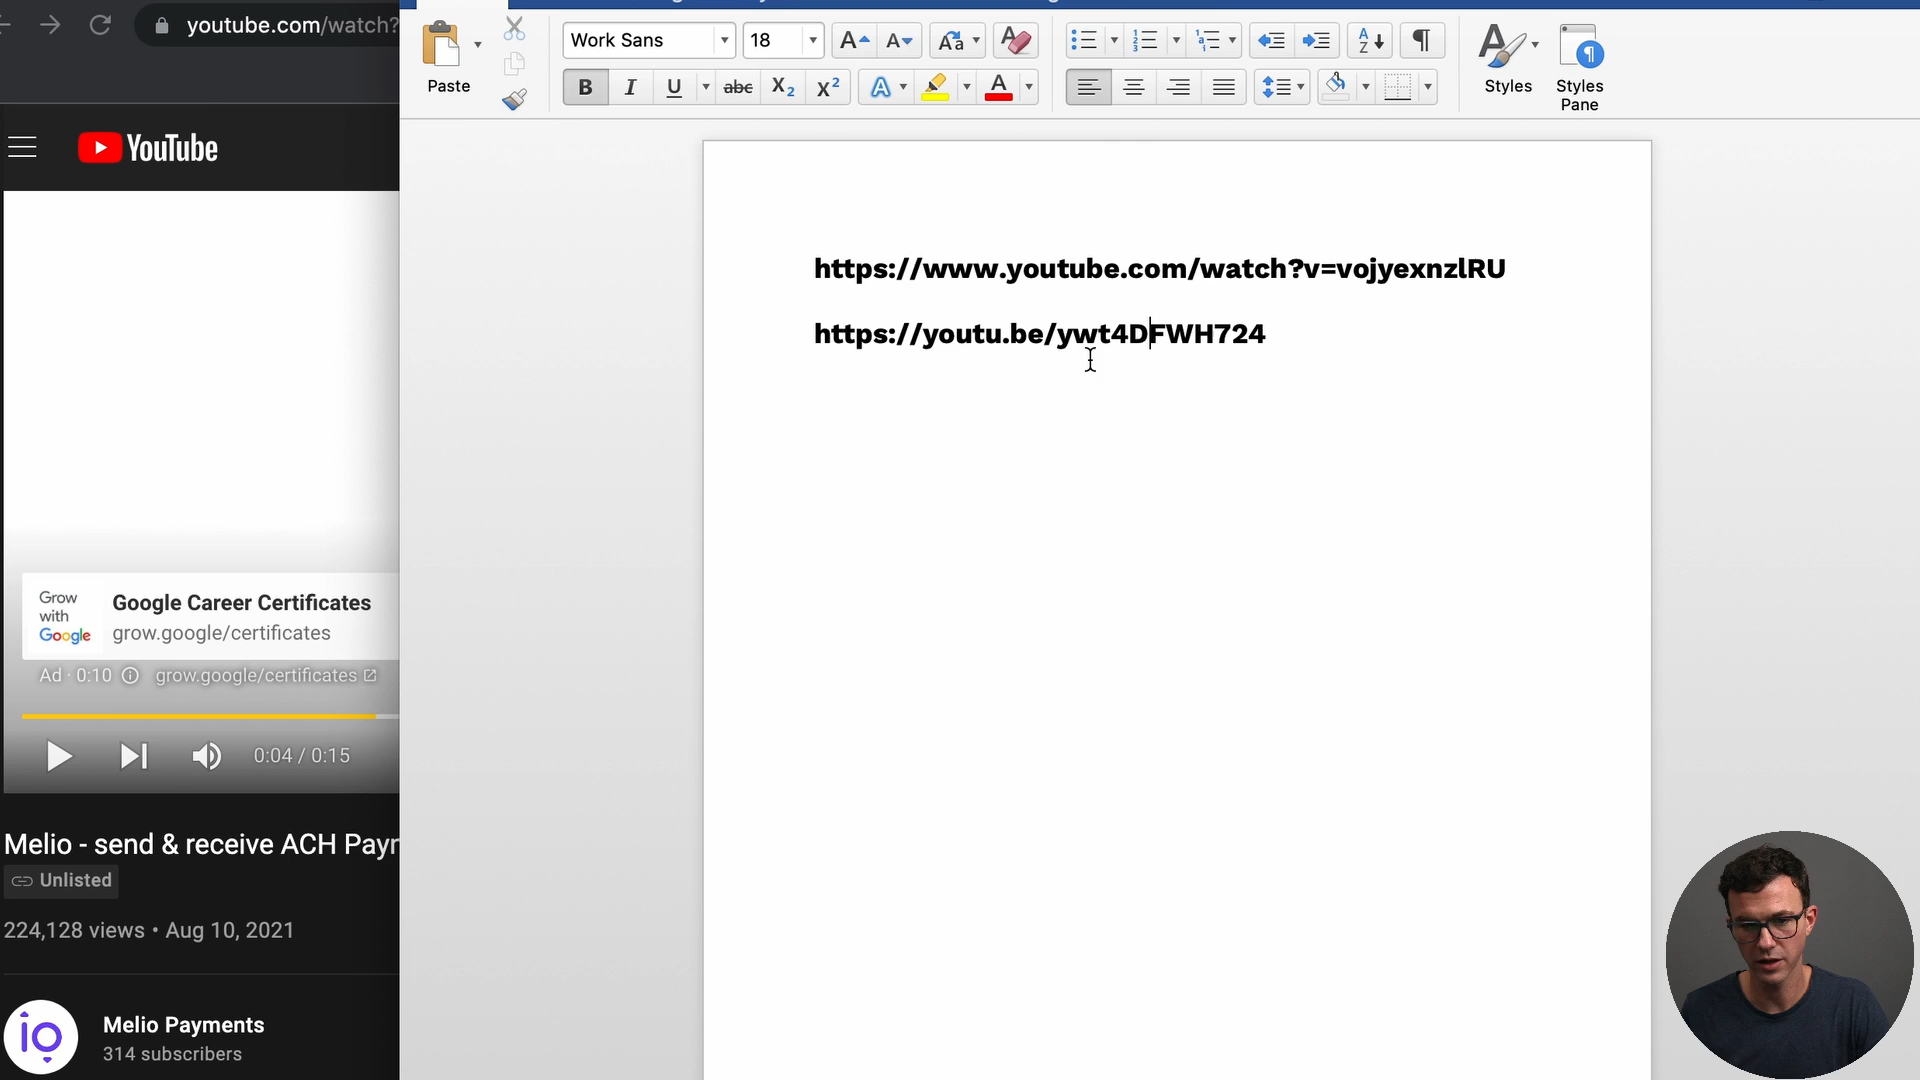 youtube.com/watch?
YouTube
Grow
with
Google
Google Career Certificates
grow.google/certificates
Ad · 0:10
grow.google/certificates
0:04 / 0:15
Melio - send & receive ACH
Unlisted
224,128 views • Aug 10, 2021
io
Melio Payments
314 subscribers
Paste
Work Sans
18
A
A
Aa
A
B
I
U
abc
X₂
X²
A
A
A
Z
¶
Styles
Styles
Pane
https://www.youtube.com/watch?v=vojyexnzlRU
https://youtu.be/ywt4DFWH724